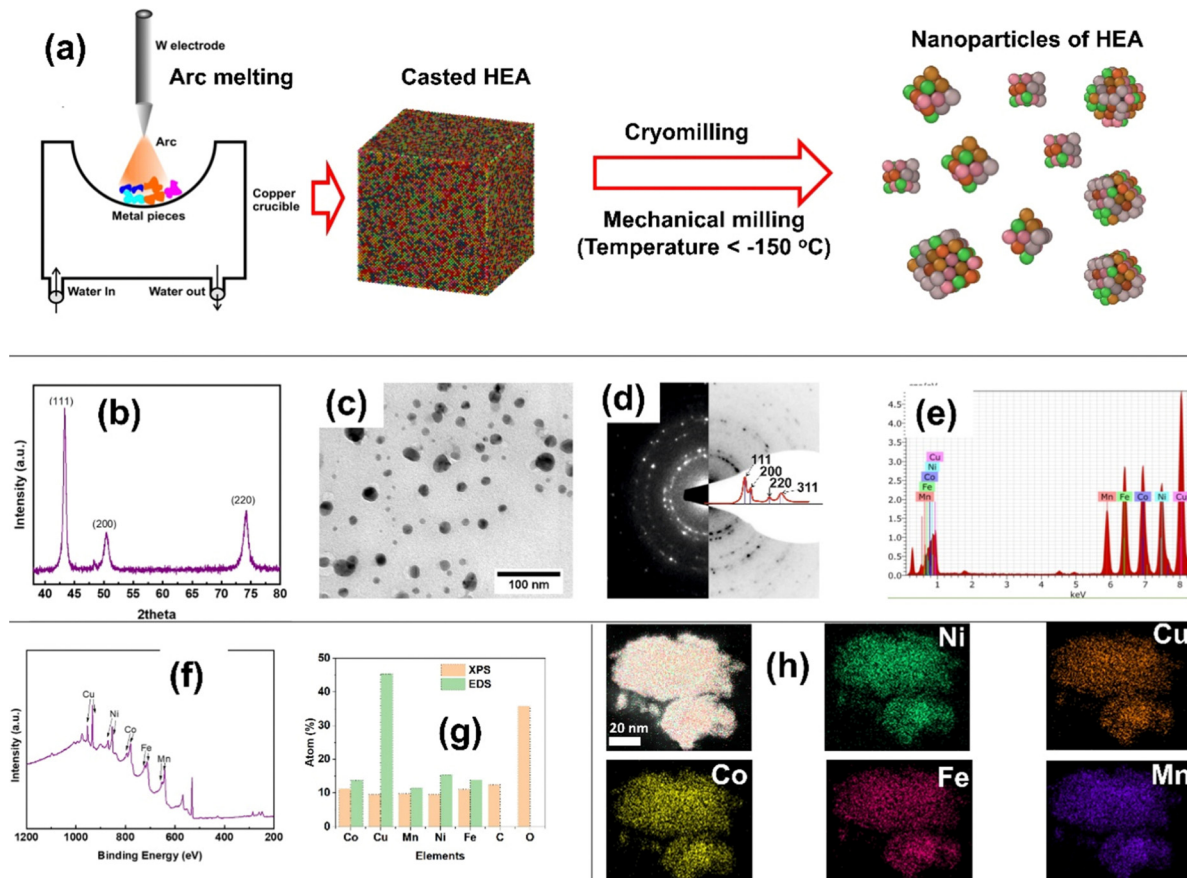 (a)
W electrode
Arc melting
Arc
Metal pieces
Copper
crucible
Water In
Water out
Casted HEA
Cryomilling
Mechanical milling
(Temperature < -150 °C)
Nanoparticles of HEA
(b)
(111)
(200)
(220)
Intensity (a.u.)
40 45 50 55 60 65 70 75 80
2theta
(c)
100 nm
(d)
111
200
220
311
(e)
4.5
4.0
3.5
3.0
2.5
2.0
1.5
1.0
0.5
0.0
Cu
Ni
Co
Fe
Mn
Mn Fe Co Ni Cu
1 2 3 4 5 6 7 8
keV
(f)
Cu
Ni
Co
Fe
Mn
Intensity (a.u.)
1200 1000 800 600 400 200
Binding Energy (eV)
(g)
XPS
EDS
50
40
30
20
10
0
Atom (%)
Co Cu Mn Ni Fe C O
Elements
(h)
20 nm
Ni
Cu
Co
Fe
Mn